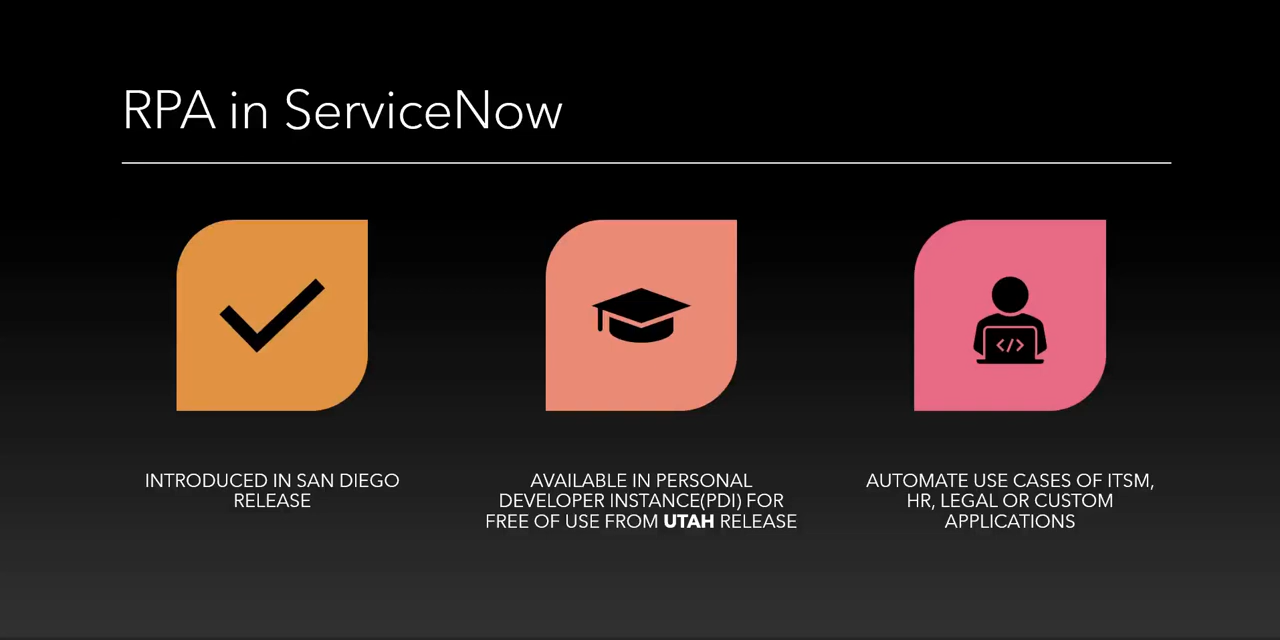 RPA in ServiceNow
INTRODUCED IN SAN DIEGO
RELEASE
AVAILABLE IN PERSONAL
DEVELOPER INSTANCE(PDI) FOR
FREE OF USE FROM UTAH RELEASE
AUTOMATE USE CASES OF ITSM,
HR, LEGAL OR CUSTOM
APPLICATIONS